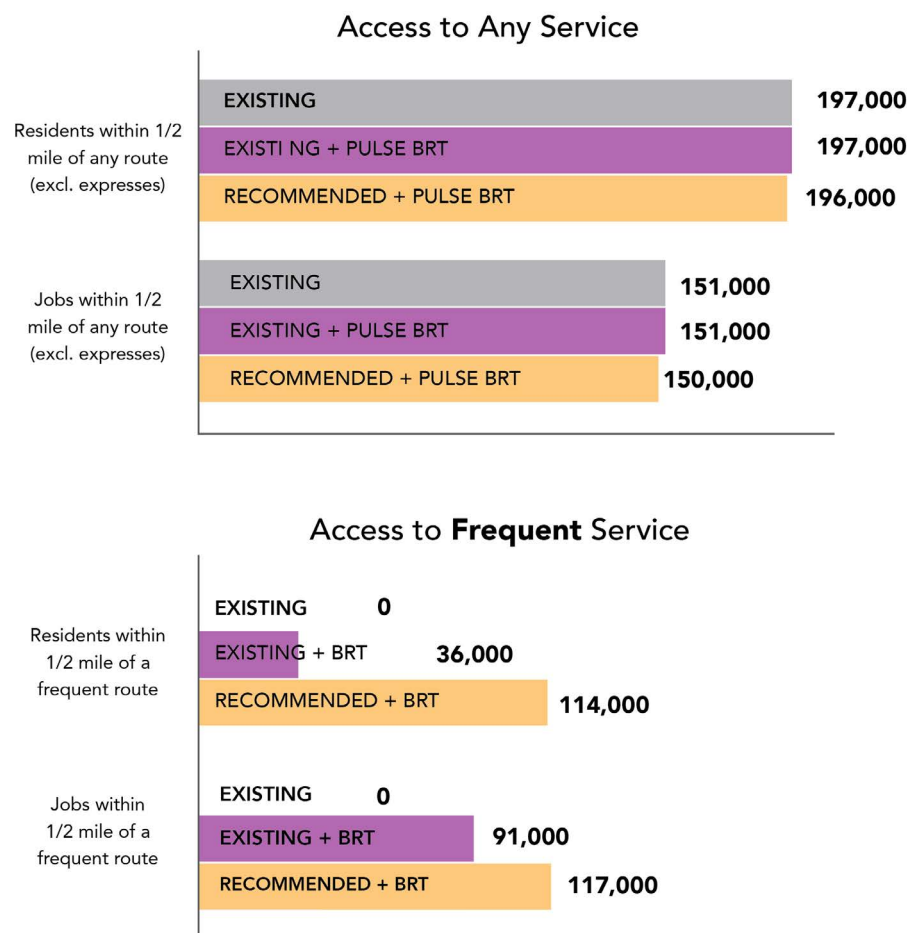 Access to Any Service
Residents within 1/2
mile of any route
(excl. expresses)
EXISTING
197,000
EXISTI NG + PULSE BRT
197,000
RECOMMENDED + PULSE BRT
196,000
Jobs within 1/2
mile of any route
(excl. expresses)
EXISTING
151,000
EXISTING + PULSE BRT
151,000
RECOMMENDED + PULSE BRT
150,000
Access to Frequent Service
Residents within
1/2 mile of a
frequent route
EXISTING
0
EXISTING + BRT
36,000
RECOMMENDED + BRT
114,000
Jobs within
1/2 mile of a
frequent route
EXISTING
0
EXISTING + BRT
91,000
RECOMMENDED + BRT
117,000